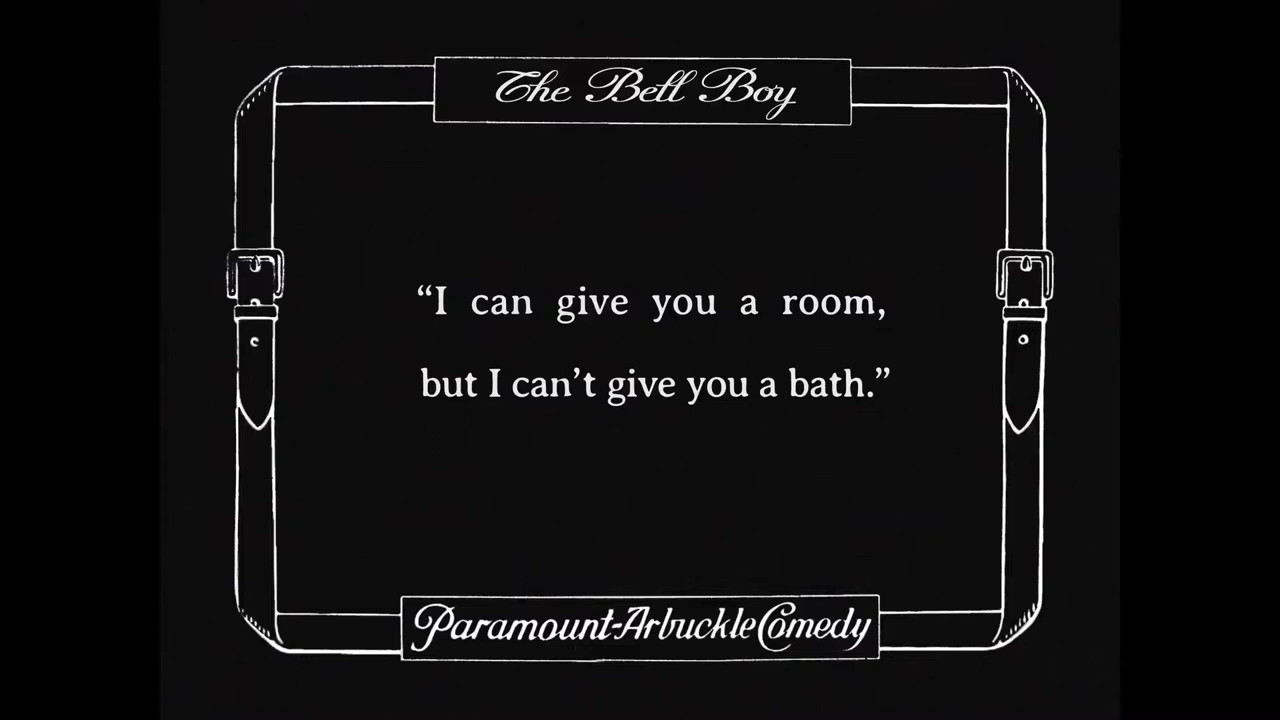 The Bell Boy
“I can give you a room,
but I can’t give you a bath.”
Paramount-Arbuckle Comedy